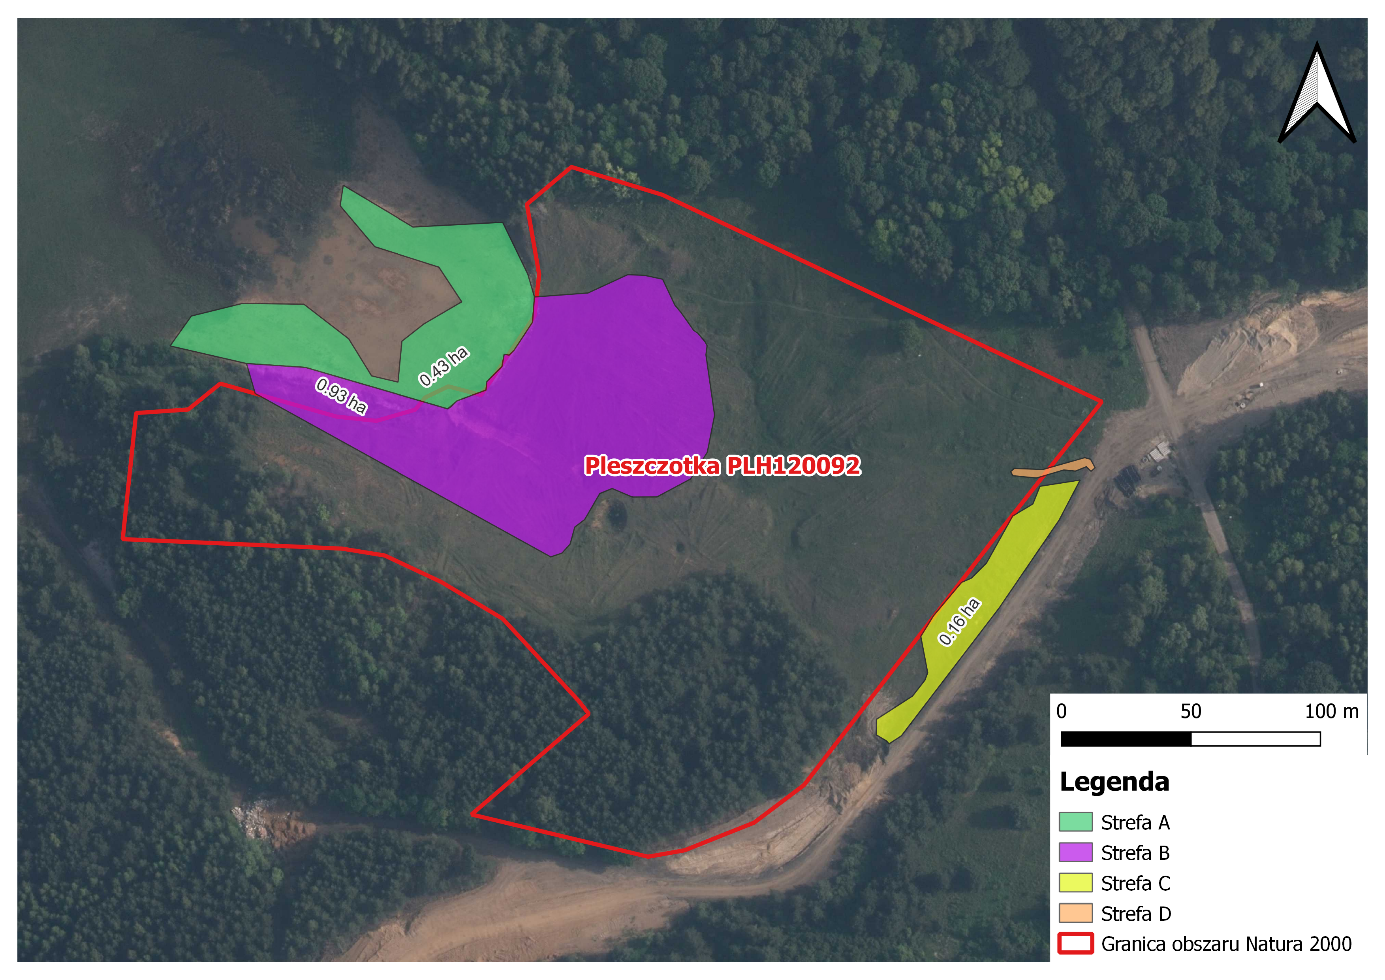 0.43 ha
0.93 ha
Pleszczotka PLH120092
0.16 ha
0 50 100 m
Legenda
Strefa A
Strefa B
Strefa C
Strefa D
Granica obszaru Natura 2000